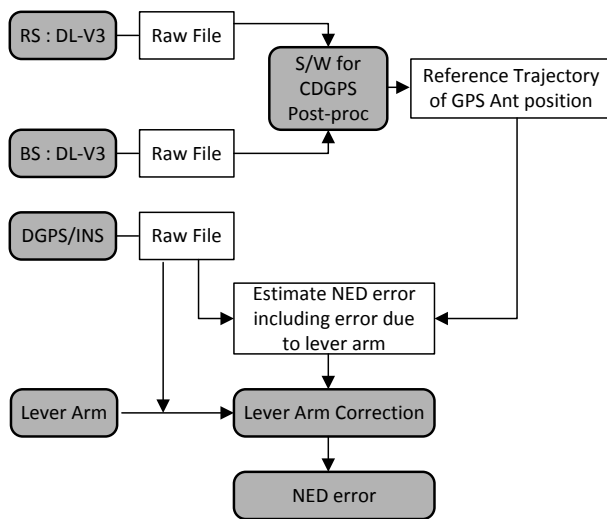 RS : DL-V3
Raw File
S/W for
CDGPS
Post-proc
Reference Trajectory
of GPS Ant position
BS : DL-V3
Raw File
DGPS/INS
Raw File
Estimate NED error
including error due
to lever arm
Lever Arm
Lever Arm Correction
NED error